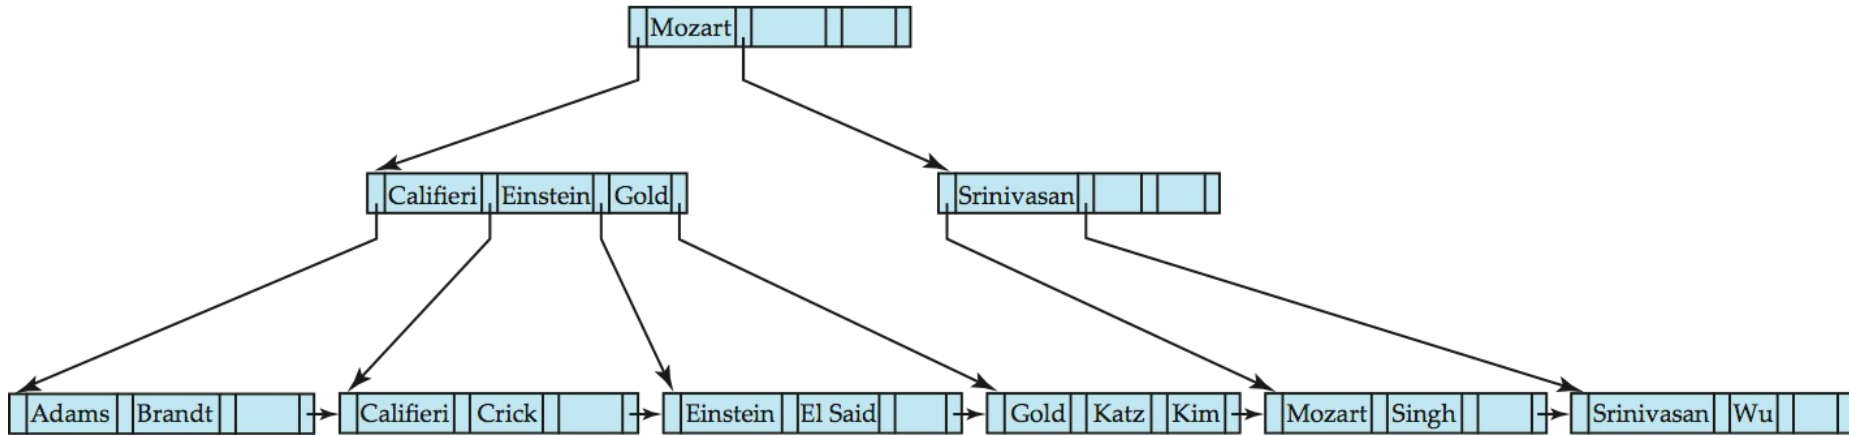 Mozart
Califieri Einstein Gold Srinivasan
Adams Brandt Califieri Crick Einstein El Said Gold Katz Kim Mozart Singh Srinivasan Wu